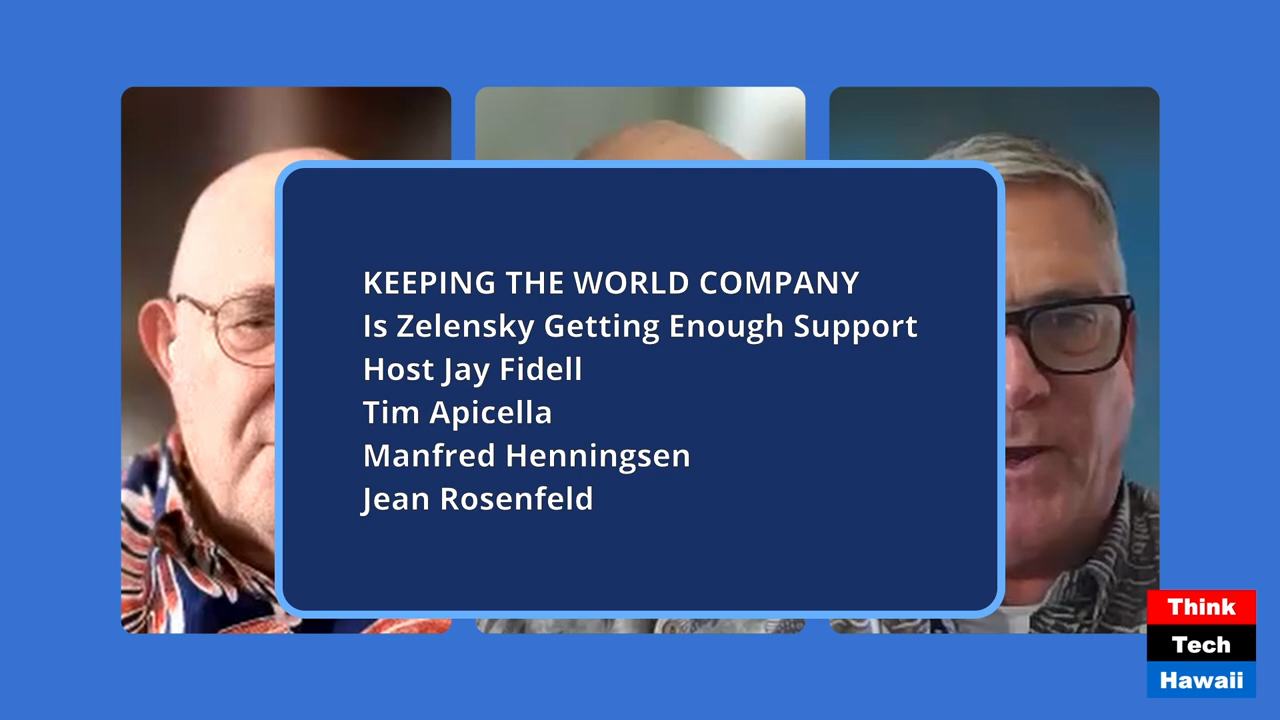 KEEPING THE WORLD COMPANY
Is Zelensky Getting Enough Support
Host Jay Fidell
Tim Apicella
Manfred Henningsen
Jean Rosenfeld
Think
Tech
Hawaii